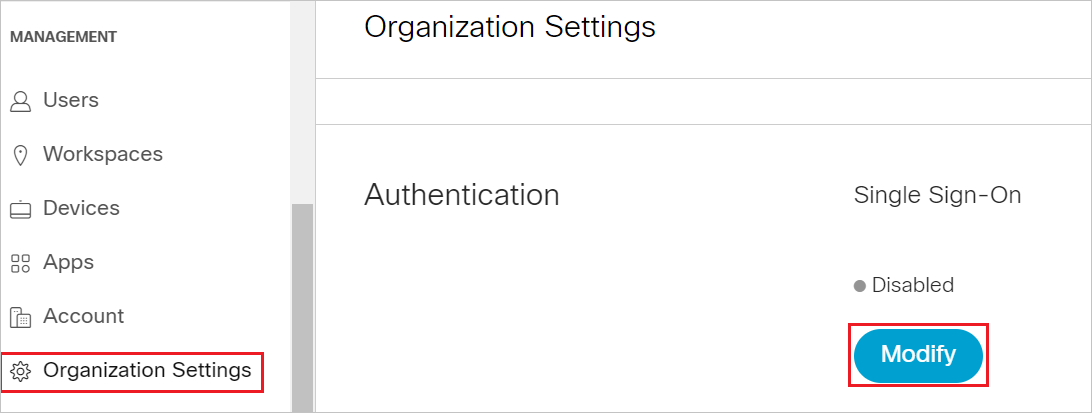 MANAGEMENT
Users
Workspaces
Devices
Apps
Account
Organization Settings
Organization Settings
Authentication
Single Sign-On
Disabled
Modify